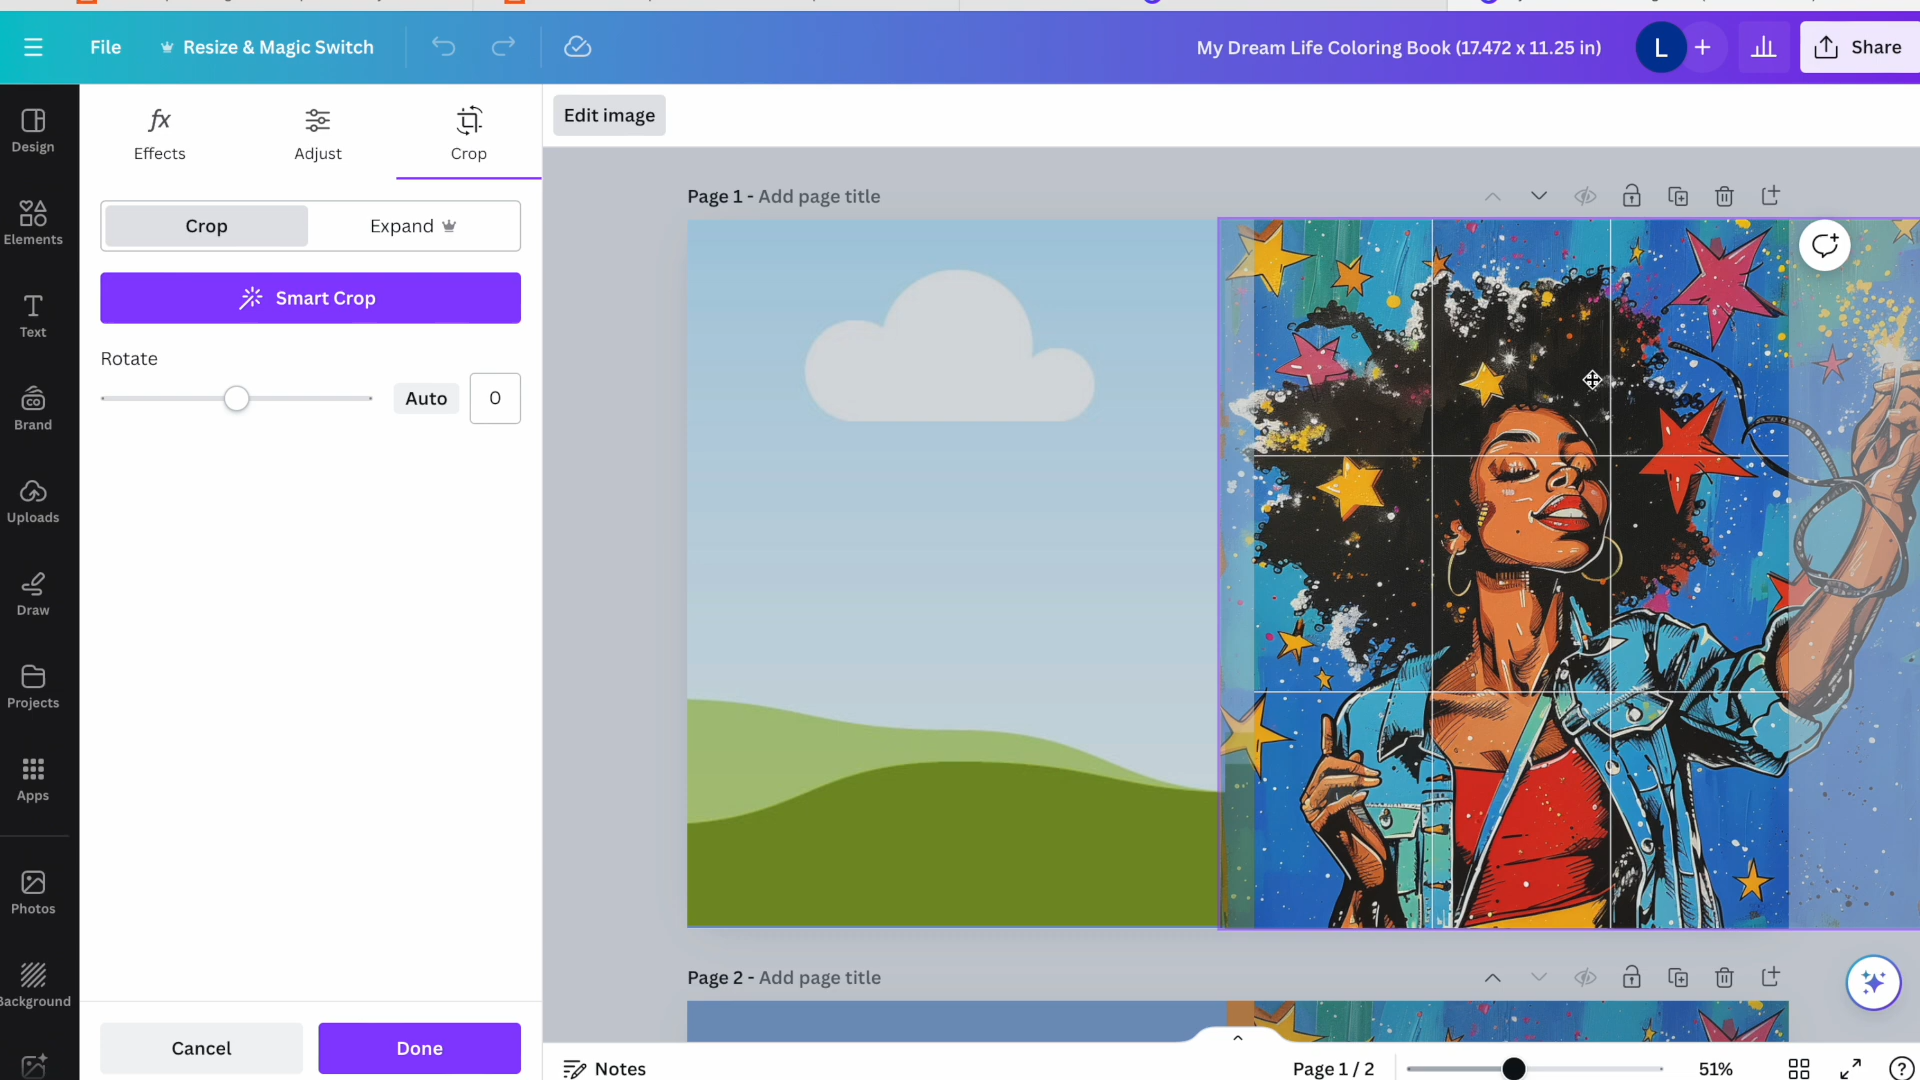 File
Resize & Magic Switch
My Dream Life Coloring Book (17.472 x 11.25 in)
L
Share
Design
Elements
Text
Brand
Uploads
Draw
Projects
Apps
Photos
Background
Effects
Adjust
Crop
Crop
Expand
Smart Crop
Rotate
Auto
0
Cancel
Done
Edit image
Page 1 - Add page title
Page 2 - Add page title
Notes
Page 1 / 2
51%